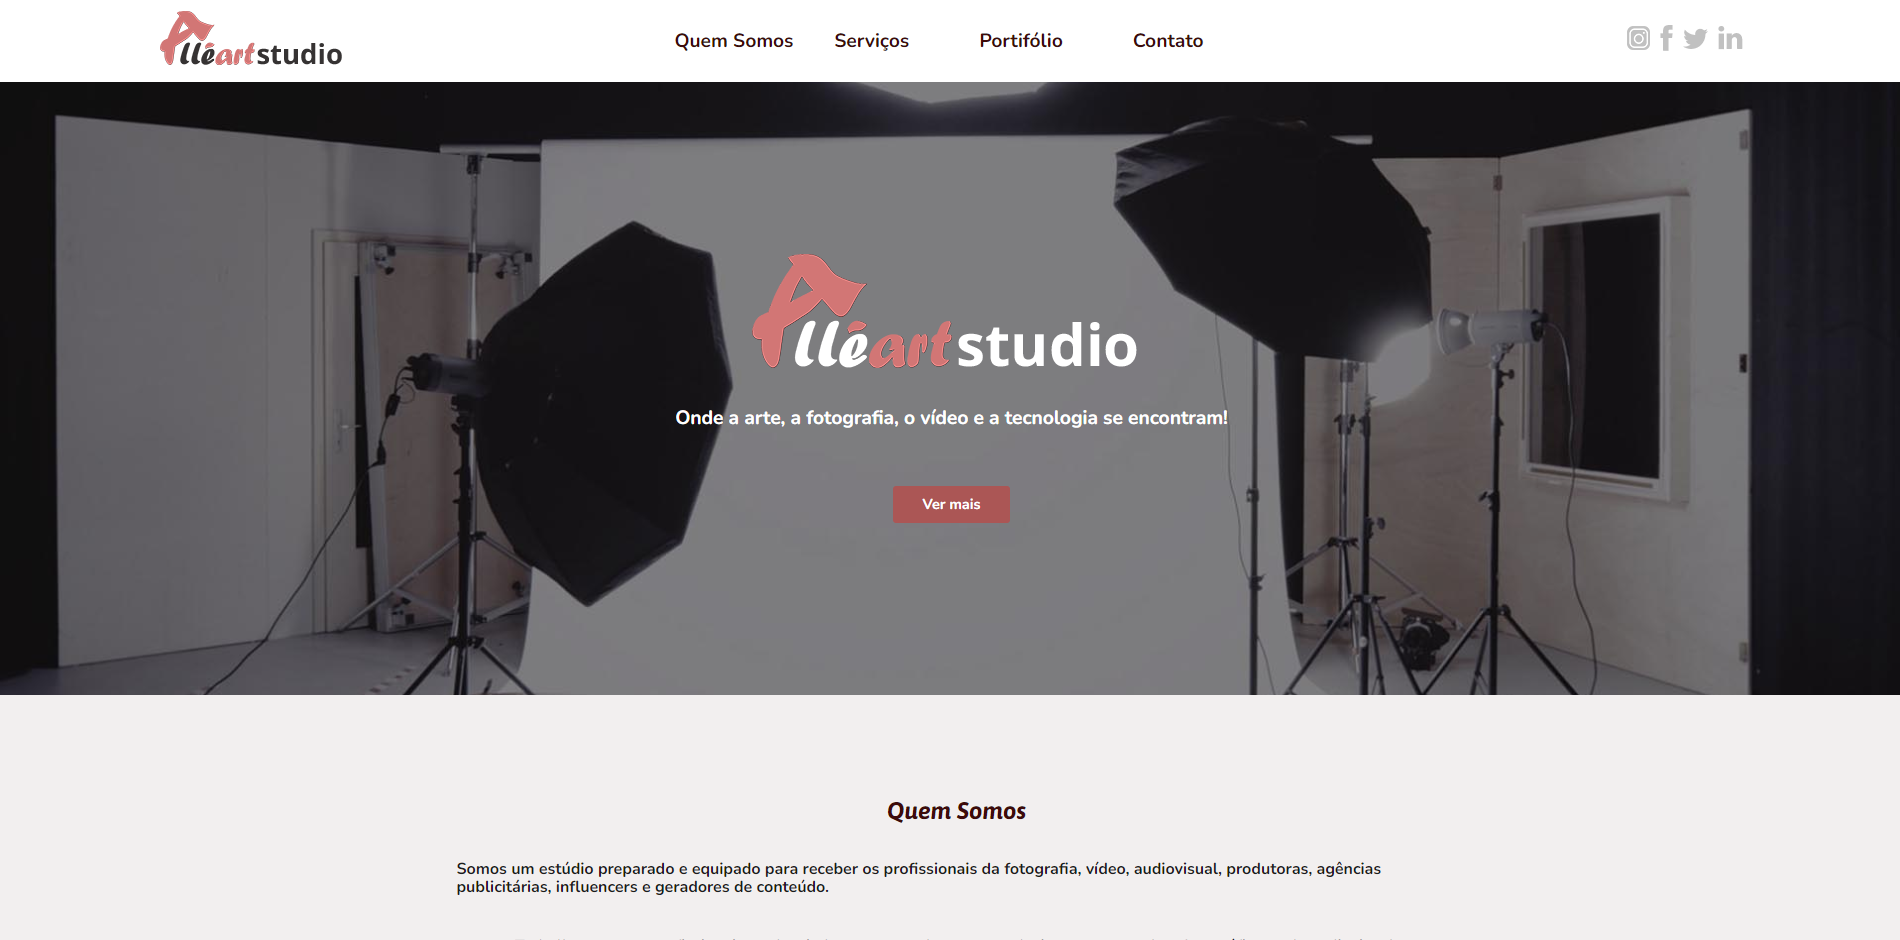 Alléartstudio
Quem Somos Serviços Portifólio Contato
Alléartstudio
Onde a arte, a fotografia, o vídeo e a tecnologia se encontram!
Ver mais
Quem Somos
Somos um estúdio preparado e equipado para receber os profissionais da fotografia, vídeo, audiovisual, produtoras, agências
publicitárias, influencers e geradores de conteúdo.